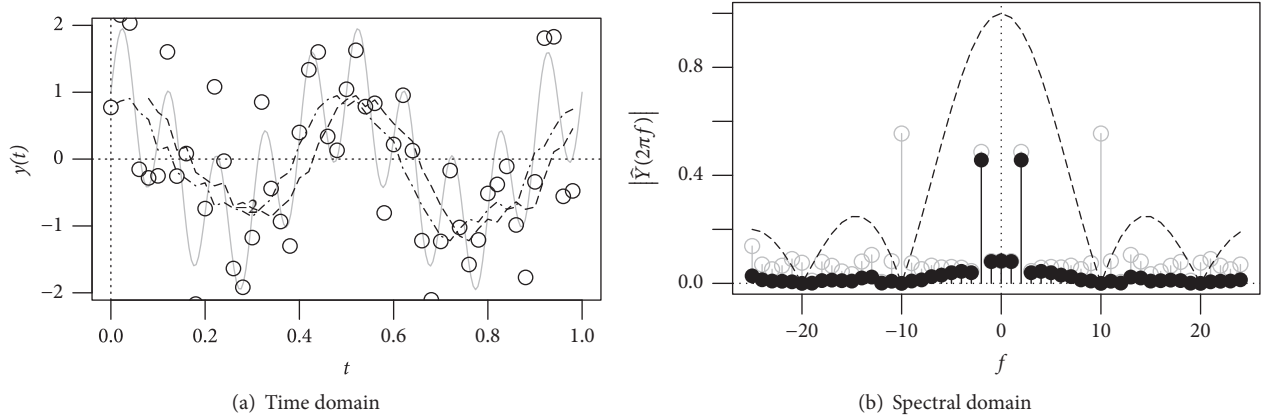 2
1
0
−1
−2
y(t)
−2
0.0 0.2 0.4 0.6 0.8 1.0
t
(a) Time domain
0.8
0.4
0.0
|Ŷ(2πf)|
−20 −10 0 10 20
f
(b) Spectral domain